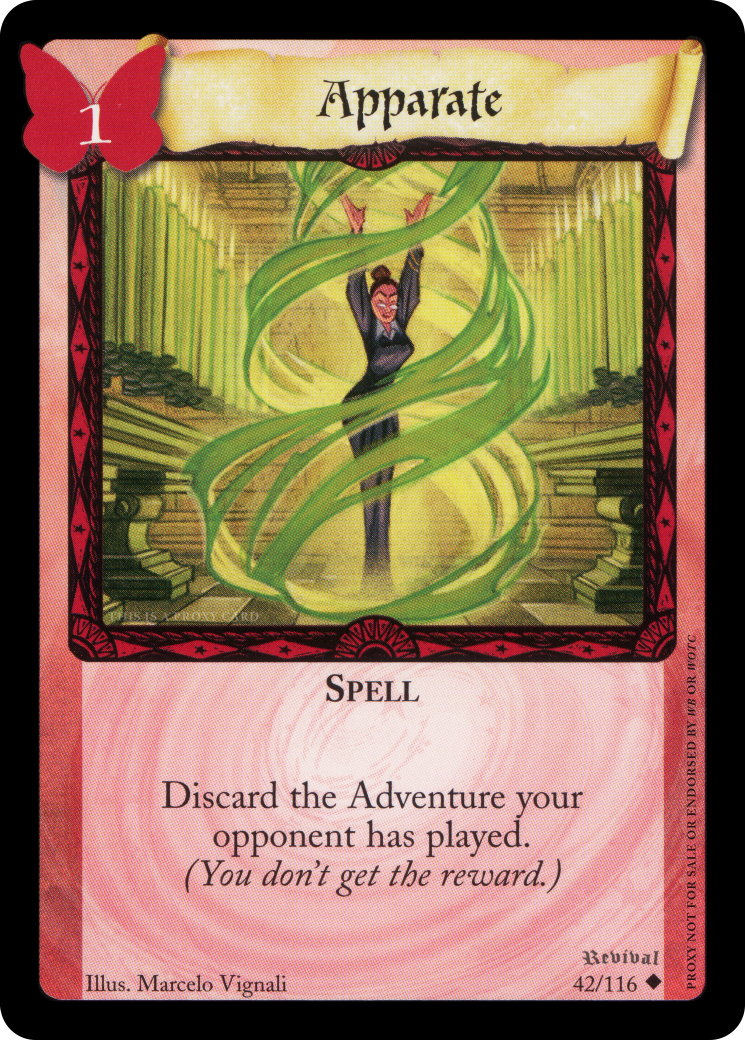 1
Apparate
THIS IS A PROXY CARD
SPELL
Discard the Adventure your
opponent has played.
(You don't get the reward.)
Revival
Illus. Marcelo Vignali
42/116
PROXY NOT FOR SALE OR ENDORSED BY WB OR WOTC